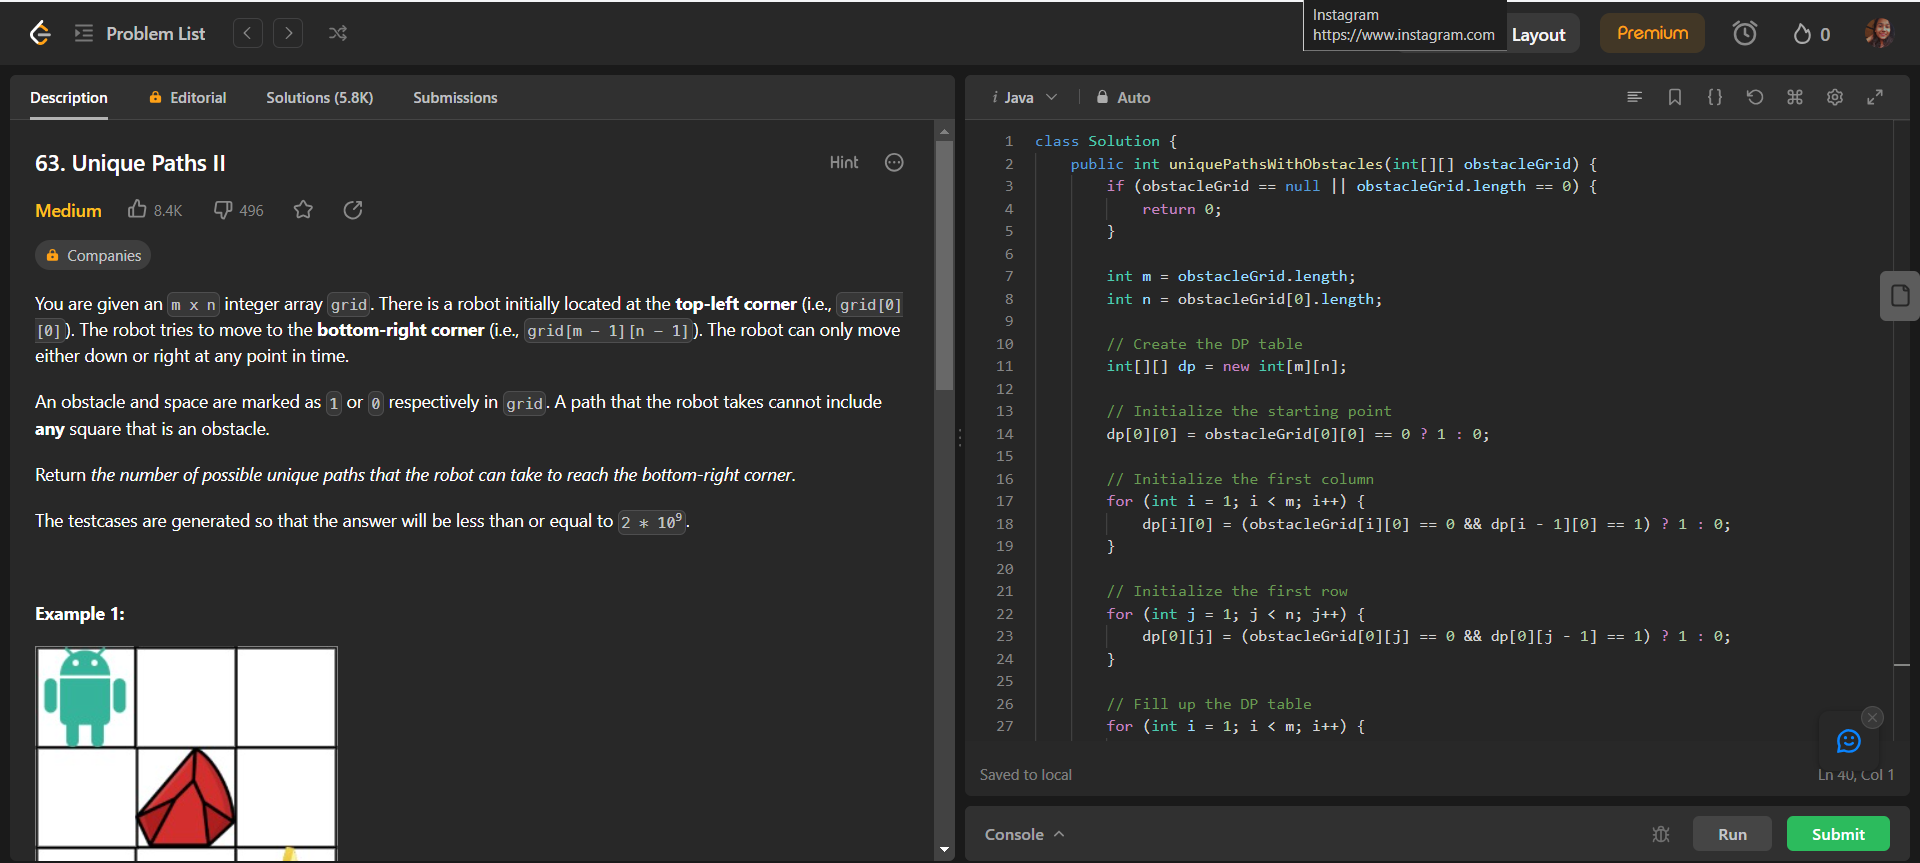 Problem List
Instagram
https://www.instagram.com
Layout
Premium
0
Description
Editorial
Solutions (5.8K)
Submissions
63. Unique Paths II
Hint
Medium
8.4K
496
Companies
You are given an m x n integer array grid. There is a robot initially located at the top-left corner (i.e., grid[0]
[0]). The robot tries to move to the bottom-right corner (i.e., grid[m - 1][n - 1]). The robot can only move
either down or right at any point in time.
An obstacle and space are marked as 1 or 0 respectively in grid. A path that the robot takes cannot include
any square that is an obstacle.
Return the number of possible unique paths that the robot can take to reach the bottom-right corner.
The testcases are generated so that the answer will be less than or equal to 2 * 10⁹.
Example 1:
i Java
Auto
{}
1 class Solution {
2 public int uniquePathsWithObstacles(int[][] obstacleGrid) {
3 if (obstacleGrid == null || obstacleGrid.length == 0) {
4 return 0;
5 }
6
7 int m = obstacleGrid.length;
8 int n = obstacleGrid[0].length;
9
10 // Create the DP table
11 int[][] dp = new int[m][n];
12
13 // Initialize the starting point
14 dp[0][0] = obstacleGrid[0][0] == 0 ? 1 : 0;
15
16 // Initialize the first column
17 for (int i = 1; i < m; i++) {
18 dp[i][0] = (obstacleGrid[i][0] == 0 && dp[i - 1][0] == 1) ? 1 : 0;
19 }
20
21 // Initialize the first row
22 for (int j = 1; j < n; j++) {
23 dp[0][j] = (obstacleGrid[0][j] == 0 && dp[0][j - 1] == 1) ? 1 : 0;
24 }
25
26 // Fill up the DP table
27 for (int i = 1; i < m; i++) {
Saved to local
Ln 40, Col 1
Console
Run
Submit